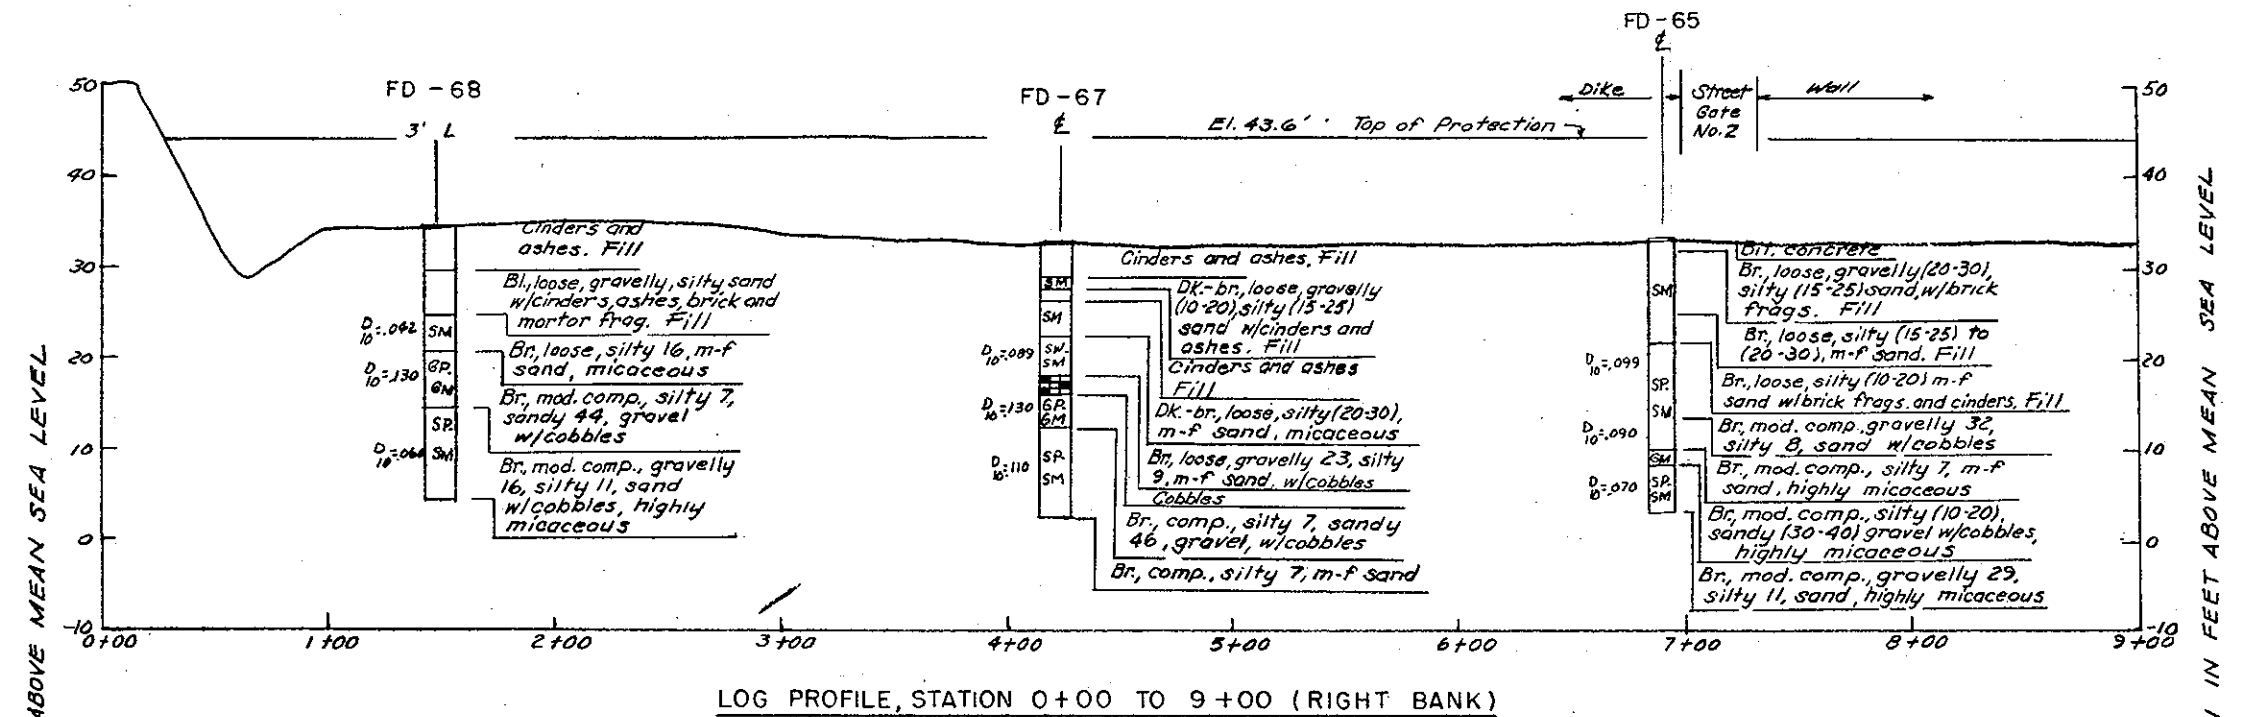 FD-65
℄
FD-68
3' L
FD-67
℄
Dike
Street
Gate
No.2
Wall
El. 43.6' Top of Protection
50
40
30
20
10
0
-10
50
40
30
20
10
0
-10
ABOVE MEAN SEA LEVEL
IN FEET ABOVE MEAN SEA LEVEL
D10=.042
SM
D10=.130
GP.
GM
SP.
SM
Cinders and
ashes. Fill
Bl., loose, gravelly, silty sand
w/cinders, ashes, brick and
mortor frag. Fill
Br., loose, silty 16, m-f
sand, micaceous
Br., mod. comp., silty 7,
sandy 44, gravel
w/cobbles
Br., mod. comp., gravelly
16, silty 11, sand
w/cobbles, highly
micaceous
SM
SM
D10=.089
SW-
SM
D10=.130
GP.
GM
D10=.110
SP.
SM
Cinders and ashes, Fill
DK.-br., loose, gravelly
(10-20), silty (15-25)
sand w/cinders and
ashes. Fill
Cinders and ashes
Fill
DK.-br., loose, silty (20-30),
m-f sand, micaceous
Br., loose, gravelly 23, silty
9, m-f sand, w/cobbles
Cobbles
Br., comp., silty 7, sandy
46, gravel, w/cobbles
Br., comp., silty 7, m-f sand
SM
D10=.099
SP.
SM
D10=.090
GM
D10=.070
SP.
SM
Bit. concrete
Br., loose, gravelly (20-30),
silty (15-25) sand, w/brick
frags. Fill
Br., loose, silty (15-25) to
(20-30), m-f sand. Fill
Br., loose, silty (10-20) m-f
sand w/brick frags. and cinders. Fill
Br., mod. comp., gravelly 32,
silty 8, sand w/cobbles
Br., mod. comp., silty 7, m-f
sand, highly micaceous
Br., mod. comp., silty (10-20),
sandy (30-40) gravel w/cobbles,
highly micaceous
Br., mod. comp., gravelly 29,
silty 11, sand, highly micaceous
0+00 1+00 2+00 3+00 4+00 5+00 6+00 7+00 8+00 9+00
LOG PROFILE, STATION 0+00 TO 9+00 (RIGHT BANK)